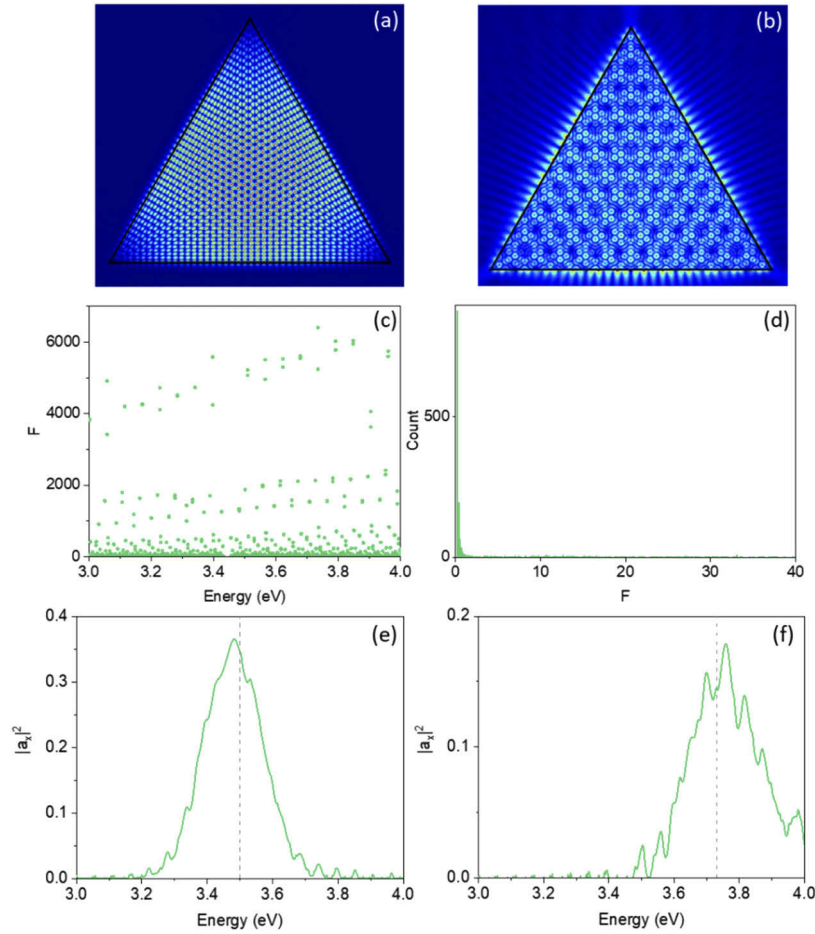 (a)
(b)
(c)
6000
4000
2000
0
F
3.0 3.2 3.4 3.6 3.8 4.0
Energy (eV)
(d)
500
0
Count
0 10 20 30 40
F
(e)
0.4
0.3
0.2
0.1
0.0
|aₓ|²
3.0 3.2 3.4 3.6 3.8 4.0
Energy (eV)
(f)
0.2
0.1
0.0
|aₓ|²
3.0 3.2 3.4 3.6 3.8 4.0
Energy (eV)